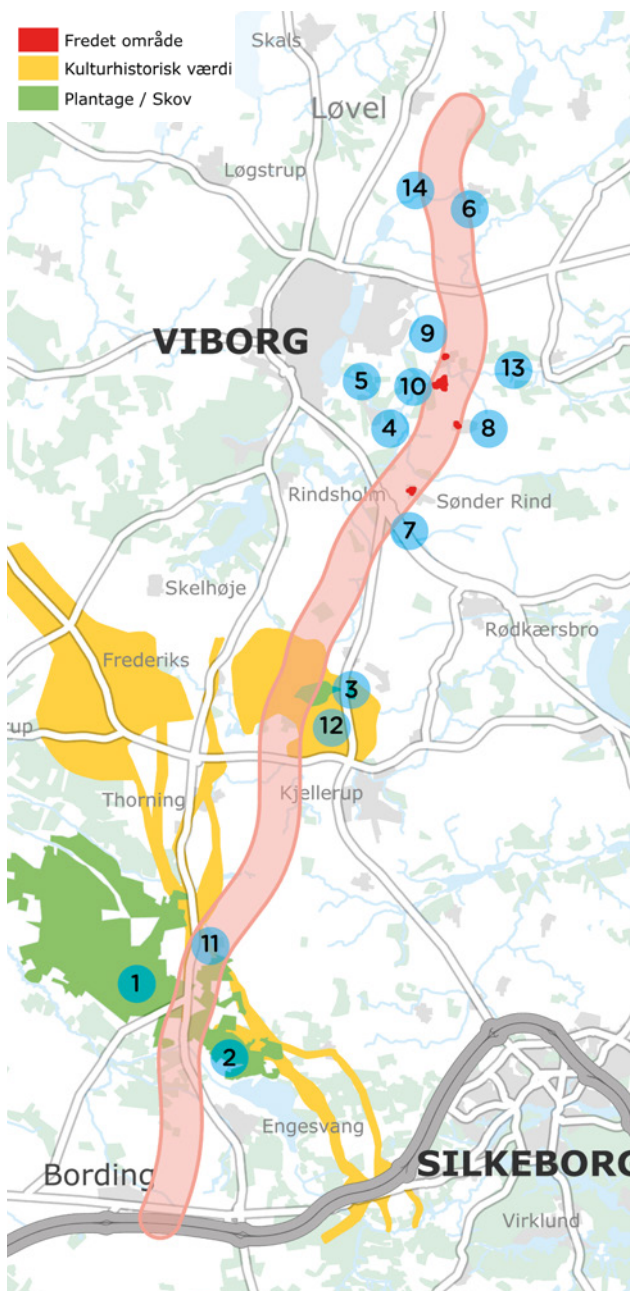 Fredet område
Kulturhistorisk værdi
Plantage / Skov
Skals
Løvel
Løgstrup
14
6
VIBORG
9
13
5
10
4
8
Rindsholm
Sønder Rind
7
Skelhøje
Rødkærsbro
Frederiks
3
12
rup
Thorning
Kjellerup
11
1
2
Engesvang
Bording
SILKEBORG
Virklund